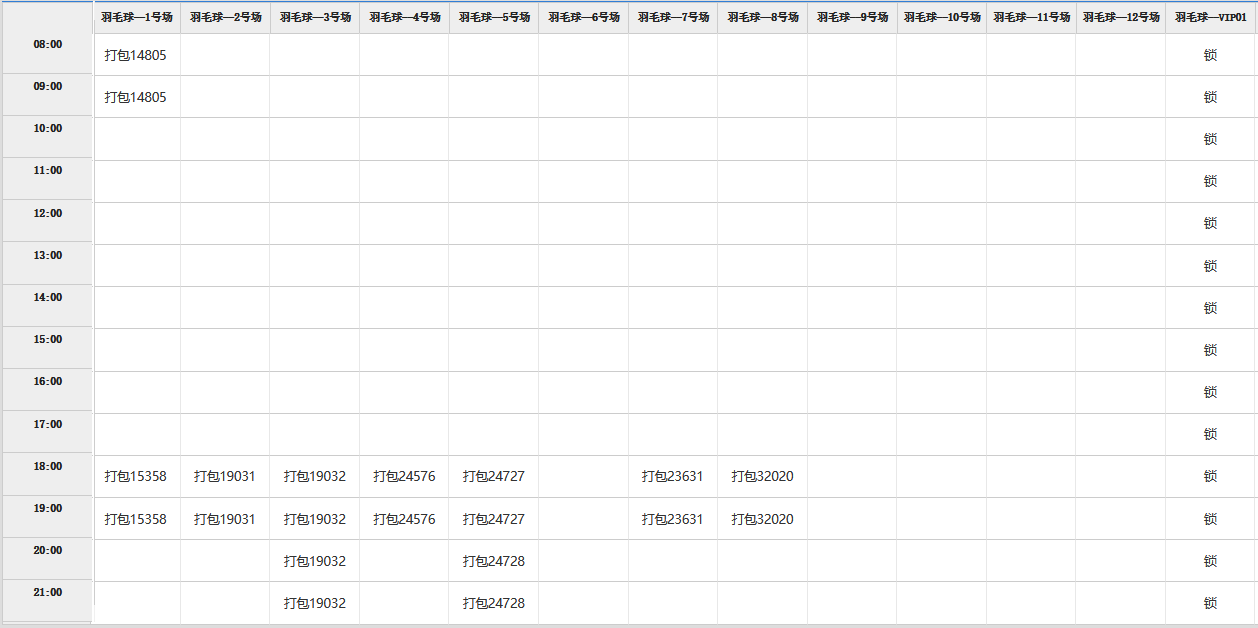 羽毛球—1号场 羽毛球—2号场 羽毛球—3号场 羽毛球—4号场 羽毛球—5号场 羽毛球—6号场 羽毛球—7号场 羽毛球—8号场 羽毛球—9号场 羽毛球—10号场 羽毛球—11号场 羽毛球—12号场 羽毛球—VIP01
08:00 打包14805 锁
09:00 打包14805 锁
10:00 锁
11:00 锁
12:00 锁
13:00 锁
14:00 锁
15:00 锁
16:00 锁
17:00 锁
18:00 打包15358 打包19031 打包19032 打包24576 打包24727 打包23631 打包32020 锁
19:00 打包15358 打包19031 打包19032 打包24576 打包24727 打包23631 打包32020 锁
20:00 打包19032 打包24728 锁
21:00 打包19032 打包24728 锁